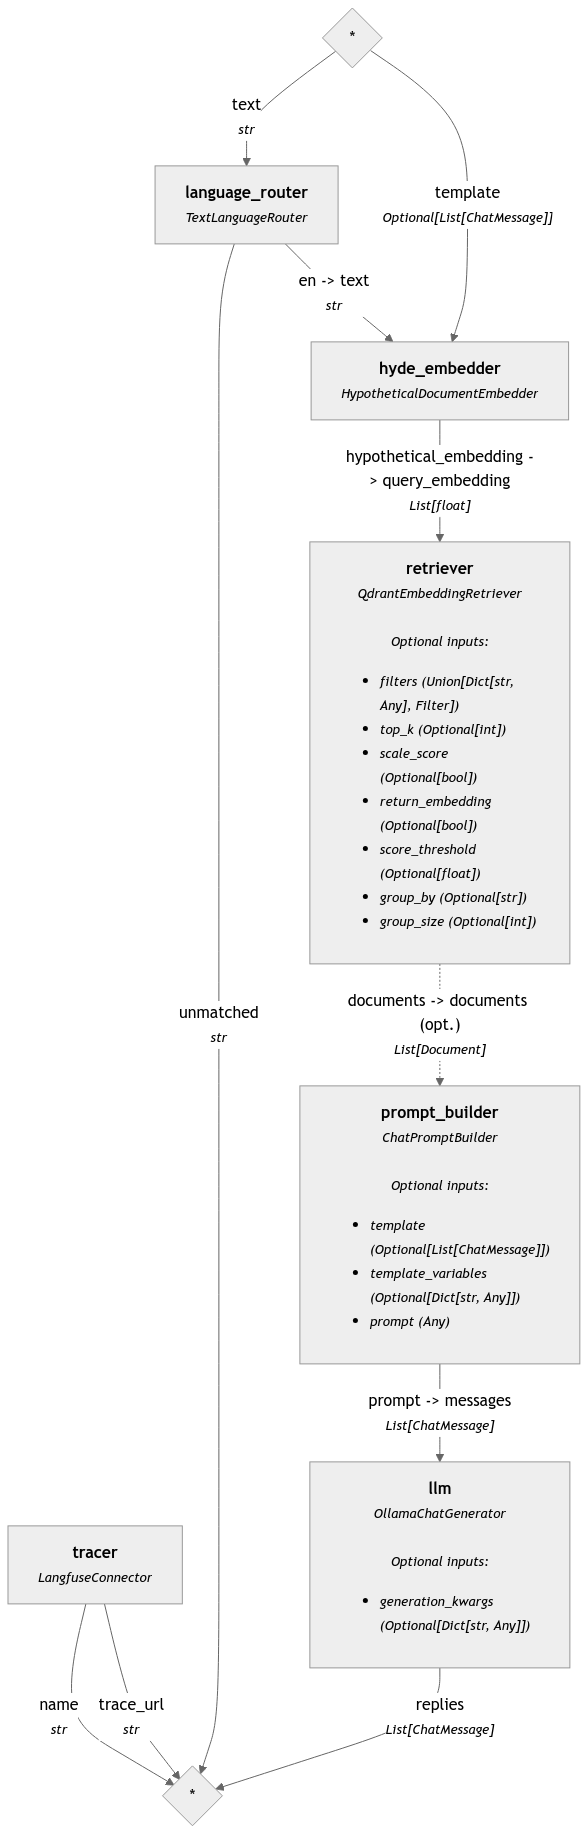 *
text
str
language_router
TextLanguageRouter
template
Optional[List[ChatMessage]]
en -> text
str
hyde_embedder
HypotheticalDocumentEmbedder
hypothetical_embedding -
> query_embedding
List[float]
retriever
QdrantEmbeddingRetriever
Optional inputs:
• filters (Union[Dict[str,
Any], Filter])
• top_k (Optional[int])
• scale_score
(Optional[bool])
• return_embedding
(Optional[bool])
• score_threshold
(Optional[float])
• group_by (Optional[str])
• group_size (Optional[int])
unmatched
str
documents -> documents
(opt.)
List[Document]
prompt_builder
ChatPromptBuilder
Optional inputs:
• template
(Optional[List[ChatMessage]])
• template_variables
(Optional[Dict[str, Any]])
• prompt (Any)
prompt -> messages
List[ChatMessage]
llm
OllamaChatGenerator
Optional inputs:
• generation_kwargs
(Optional[Dict[str, Any]])
tracer
LangfuseConnector
name
str
trace_url
str
replies
List[ChatMessage]
*